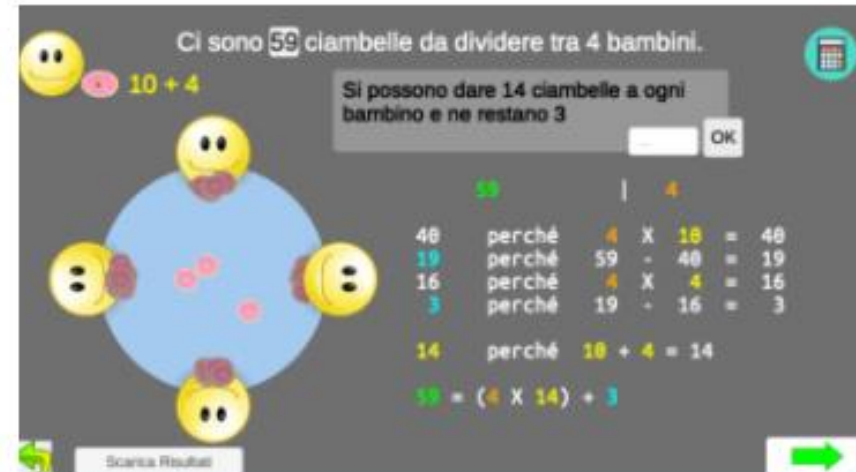 Ci sono 59 ciambelle da dividere tra 4 bambini.
10 + 4
Si possono dare 14 ciambelle a ogni
bambino e ne restano 3
OK
59 | 4
40 perché 4 X 10 = 40
19 perché 59 - 40 = 19
16 perché 4 X 4 = 16
3 perché 19 - 16 = 3
14 perché 10 + 4 = 14
59 = (4 X 14) + 3
Scarica Risultati